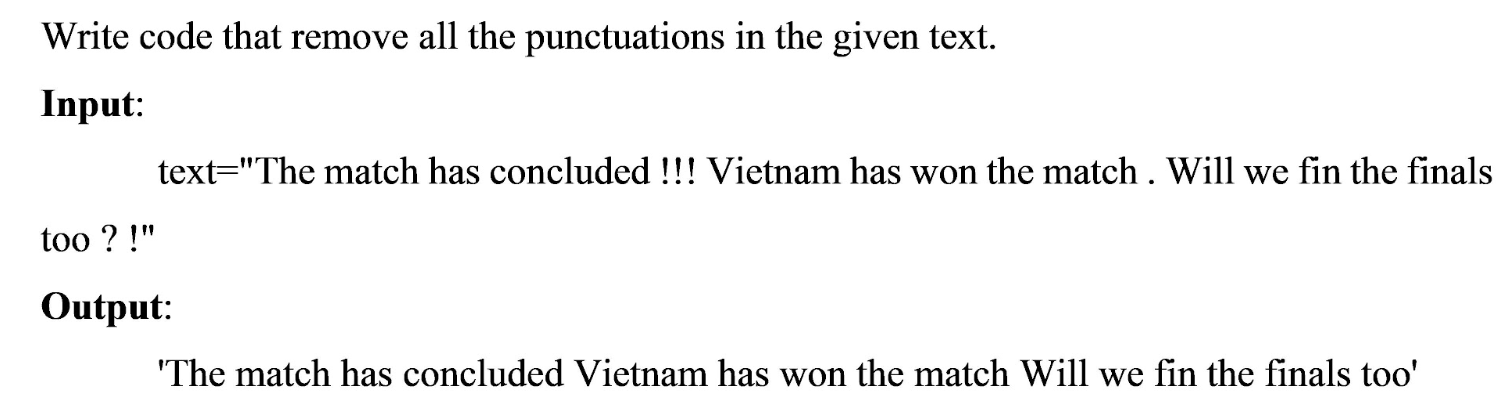 Write code that remove all the punctuations in the given text.
Input:
text="The match has concluded !!! Vietnam has won the match . Will we fin the finals
too ? !"
Output:
'The match has concluded Vietnam has won the match Will we fin the finals too'